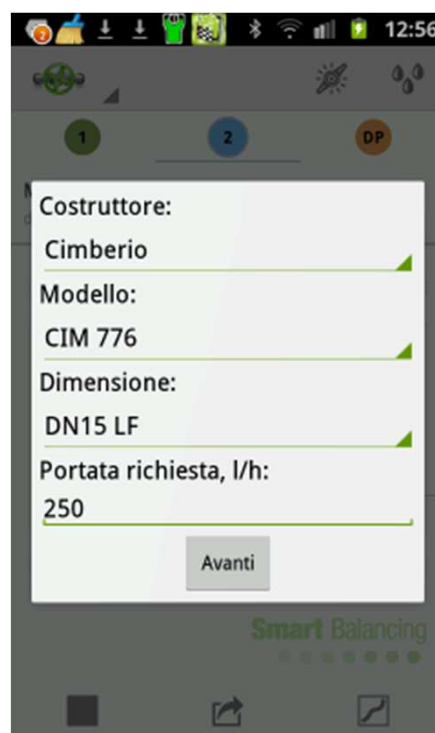 12:56
1 2 DP
Costruttore:
Cimberio
Modello:
CIM 776
Dimensione:
DN15 LF
Portata richiesta, l/h:
250
Avanti
Smart Balancing